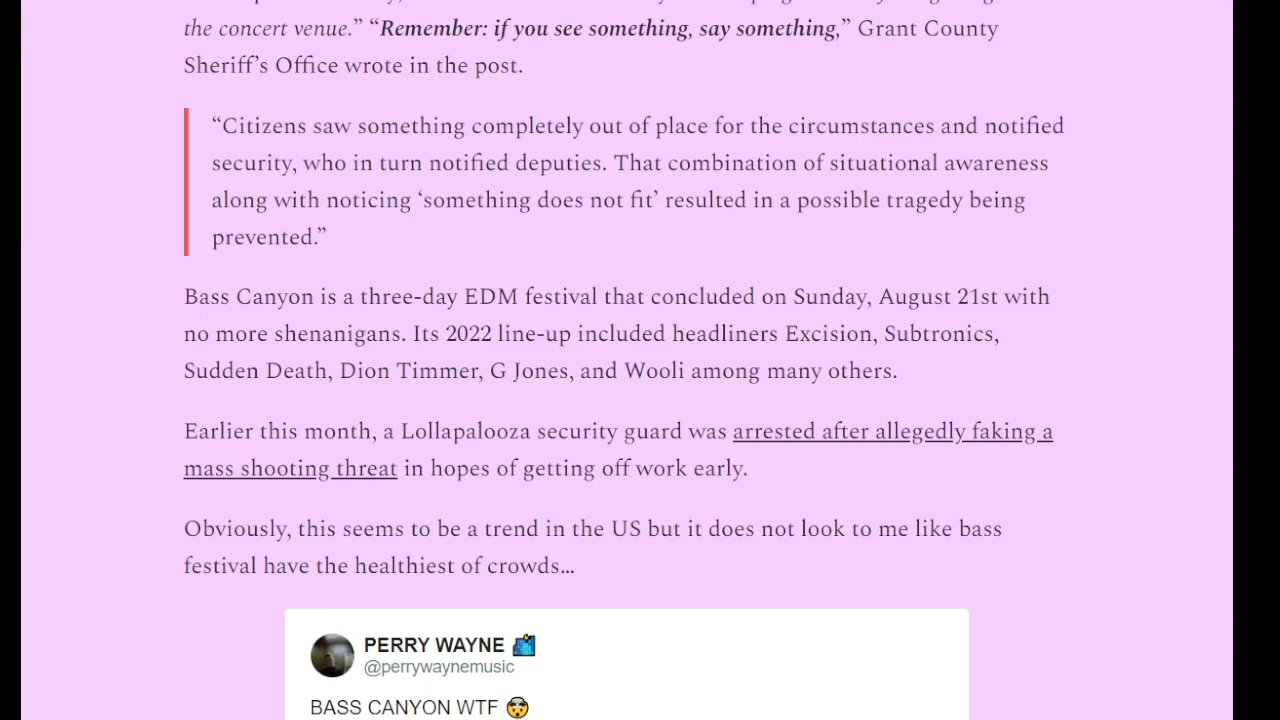 the concert venue.” “Remember: if you see something, say something,” Grant County
Sheriff’s Office wrote in the post.
“Citizens saw something completely out of place for the circumstances and notified
security, who in turn notified deputies. That combination of situational awareness
along with noticing ‘something does not fit’ resulted in a possible tragedy being
prevented.”
Bass Canyon is a three-day EDM festival that concluded on Sunday, August 21st with
no more shenanigans. Its 2022 line-up included headliners Excision, Subtronics,
Sudden Death, Dion Timmer, G Jones, and Wooli among many others.
Earlier this month, a Lollapalooza security guard was arrested after allegedly faking a
mass shooting threat in hopes of getting off work early.
Obviously, this seems to be a trend in the US but it does not look to me like bass
festival have the healthiest of crowds…
PERRY WAYNE
@perrywaynemusic
BASS CANYON WTF 🤯